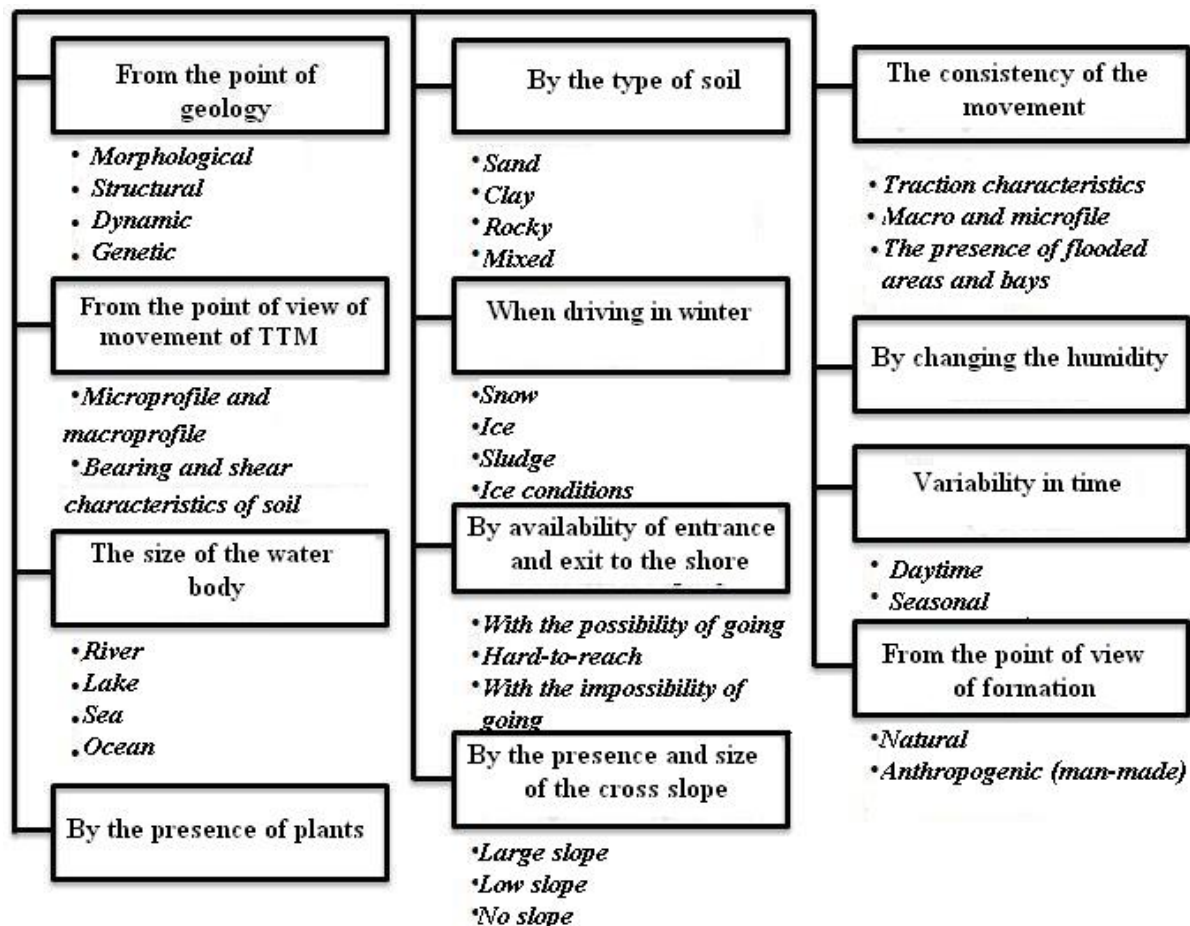 From the point of
geology
• Morphological
• Structural
• Dynamic
• Genetic
From the point of view of
movement of TTM
•Microprofile and
macroprofile
•Bearing and shear
characteristics of soil
The size of the water
body
• River
• Lake
• Sea
• Ocean
By the presence of plants
By the type of soil
•Sand
•Clay
•Rocky
•Mixed
When driving in winter
•Snow
•Ice
•Sludge
•Ice conditions
By availability of entrance
and exit to the shore
•With the possibility of going
•Hard-to-reach
•With the impossibility of
going
By the presence and size
of the cross slope
•Large slope
•Low slope
•No slope
The consistency of the
movement
•Traction characteristics
•Macro and microfile
•The presence of flooded
areas and bays
By changing the humidity
Variability in time
• Daytime
• Seasonal
From the point of view
of formation
•Natural
•Anthropogenic (man-made)